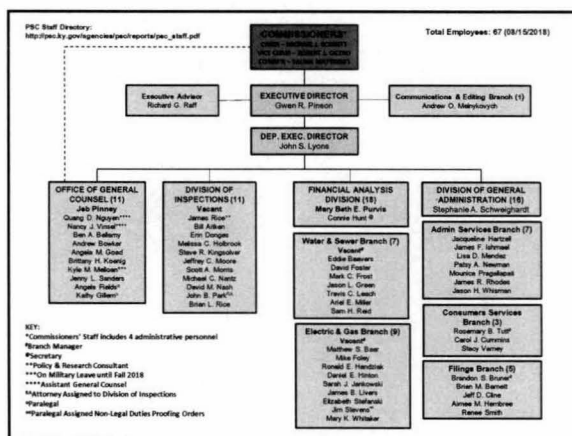 PSC Staff Directory:
http://psc.ky.gov/agencies/psc/reports/psc_staff.pdf
Total Employees: 67 (08/15/2018)
COMMISSIONERS*
Executive Advisor
Richard G. Raff
EXECUTIVE DIRECTOR
Gwen R. Pinson
Communications & Editing Branch (1)
Andrew O. Melnykovych
DEP. EXEC. DIRECTOR
John S. Lyons
OFFICE OF GENERAL
COUNSEL (11)
Jeb Pinney
Quang D. Nguyen****
Nancy J. Vinsel****
Ben A. Bellamy
Andrew Bowker
Angela M. Goad
Brittany H. Koenig
Kyle M. Melloen***
Jenny L. Sanders
Angela Fields
Kathy Gillem
DIVISION OF
INSPECTIONS (11)
Vacant
James Rice**
Bill Aitken
Erin Donges
Melissa C. Holbrook
Steve R. Kingsolver
Jeffrey C. Moore
Scott A. Morris
Michael C. Nantz
David M. Nash
John B. Park
Brian L. Rice
FINANCIAL ANALYSIS
DIVISION (18)
Mary Beth E. Purvis
Connie Hunt
Water & Sewer Branch (7)
Vacant
Eddie Beavers
David Foster
Mark C. Frost
Jason L. Green
Travis C. Leach
Ariel E. Miller
Sam H. Reid
Electric & Gas Branch (9)
Vacant
Matthew S. Baer
Mike Foley
Ronald E. Handziak
Daniel E. Hinton
Sarah J. Jankowski
James B. Livers
Elizabeth Stefanski
Jim Stevens**
Mary K. Whitaker
DIVISION OF GENERAL
ADMINISTRATION (16)
Stephanie A. Schweighardt
Admin Services Branch (7)
Jacqueline Hartzell
James F. Ishmael
Lisa D. Mendez
Patsy A. Newman
Mounica Pragallapati
James R. Rhodes
Jason H. Whisman
Consumers Services
Branch (3)
Rosemary B. Tutt
Carol J. Cummins
Stacy Varney
Filings Branch (5)
Brandon S. Bruner
Brian M. Barnett
Jeff D. Cline
Aimee M. Hembree
Renee Smith
KEY:
*Commissioners' Staff includes 4 administrative personnel
Branch Manager
Secretary
**Policy & Research Consultant
***On Military Leave until Fall 2018
****Assistant General Counsel
Attorney Assigned to Division of Inspections
Paralegal
Paralegal Assigned Non-Legal Duties Proofing Orders